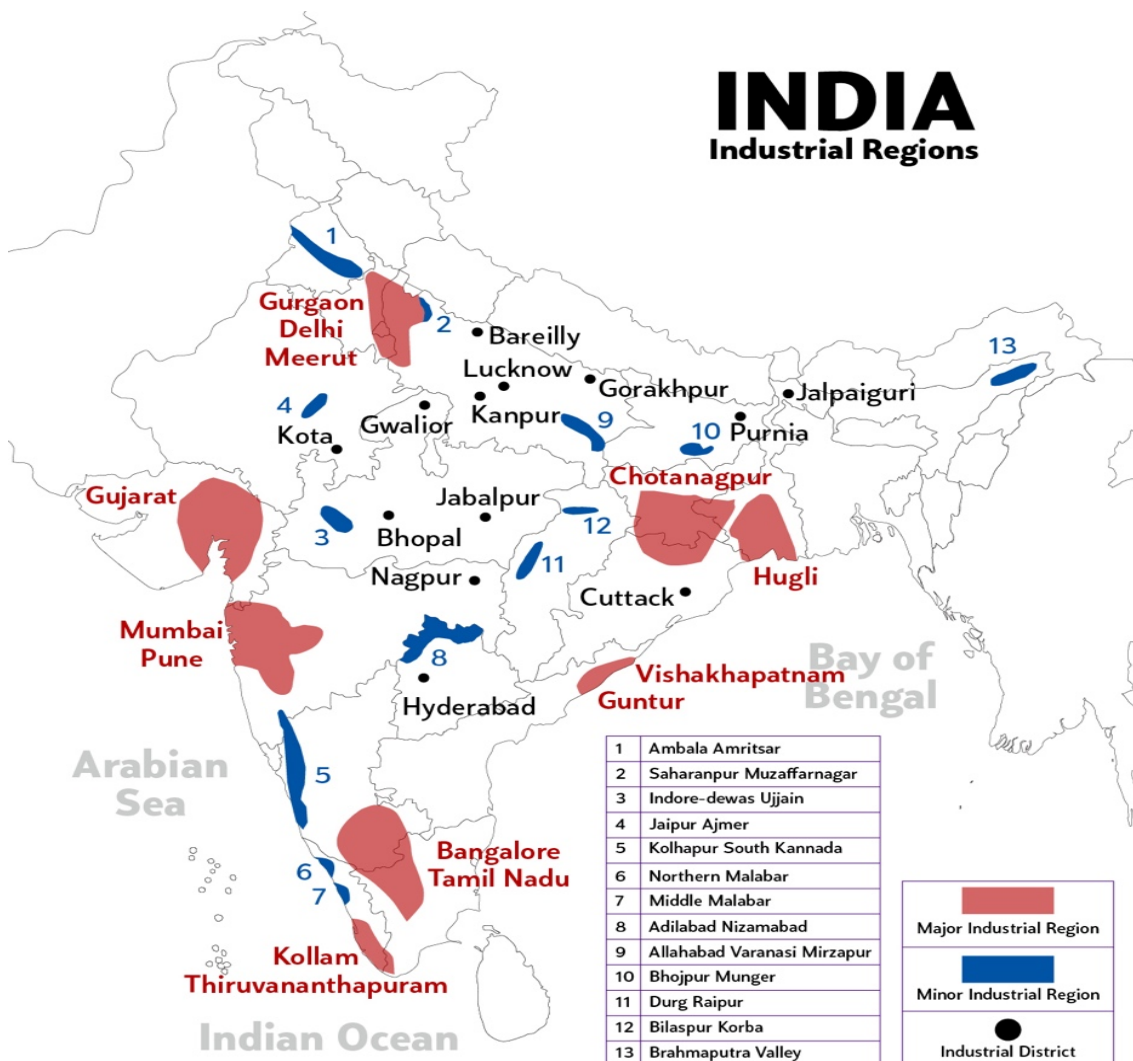 INDIA
Industrial Regions
1
Gurgaon
Delhi
Meerut
2
Bareilly
Lucknow
Gorakhpur
Kanpur
4
Gwalior
Kota
9
10
Purnia
Jalpaiguri
13
Gujarat
3
Bhopal
Jabalpur
12
11
Chotanagpur
Hugli
Nagpur
Cuttack
Mumbai
Pune
8
Hyderabad
Vishakhapatnam
Guntur
Bay of
Bengal
Arabian
Sea
5
6
7
Bangalore
Tamil Nadu
Kollam
Thiruvananthapuram
Indian Ocean
1 Ambala Amritsar
2 Saharanpur Muzaffarnagar
3 Indore-dewas Ujjain
4 Jaipur Ajmer
5 Kolhapur South Kannada
6 Northern Malabar
7 Middle Malabar
8 Adilabad Nizamabad
9 Allahabad Varanasi Mirzapur
10 Bhojpur Munger
11 Durg Raipur
12 Bilaspur Korba
13 Brahmaputra Valley
Major Industrial Region
Minor Industrial Region
Industrial District